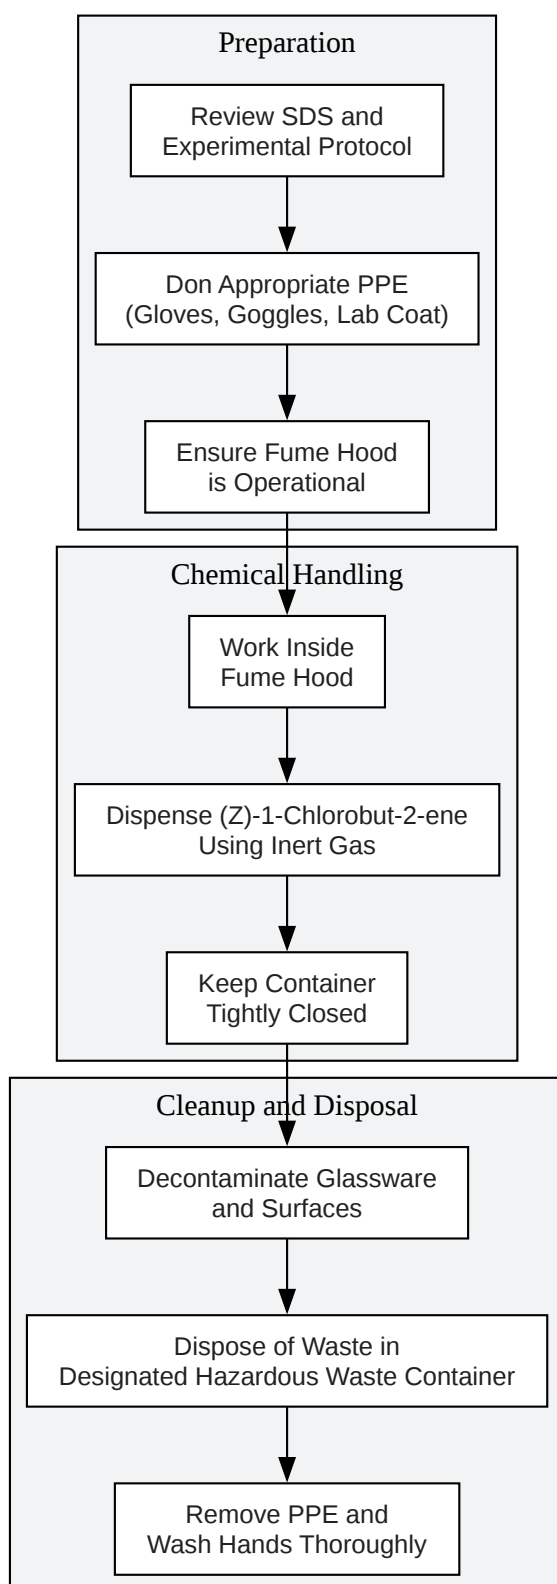 Preparation
Review SDS and
Experimental Protocol
Don Appropriate PPE
(Gloves, Goggles, Lab Coat)
Ensure Fume Hood
is Operational
Chemical Handling
Work Inside
Fume Hood
Dispense (Z)-1-Chlorobut-2-ene
Using Inert Gas
Keep Container
Tightly Closed
Cleanup and Disposal
Decontaminate Glassware
and Surfaces
Dispose of Waste in
Designated Hazardous Waste Container
Remove PPE and
Wash Hands Thoroughly